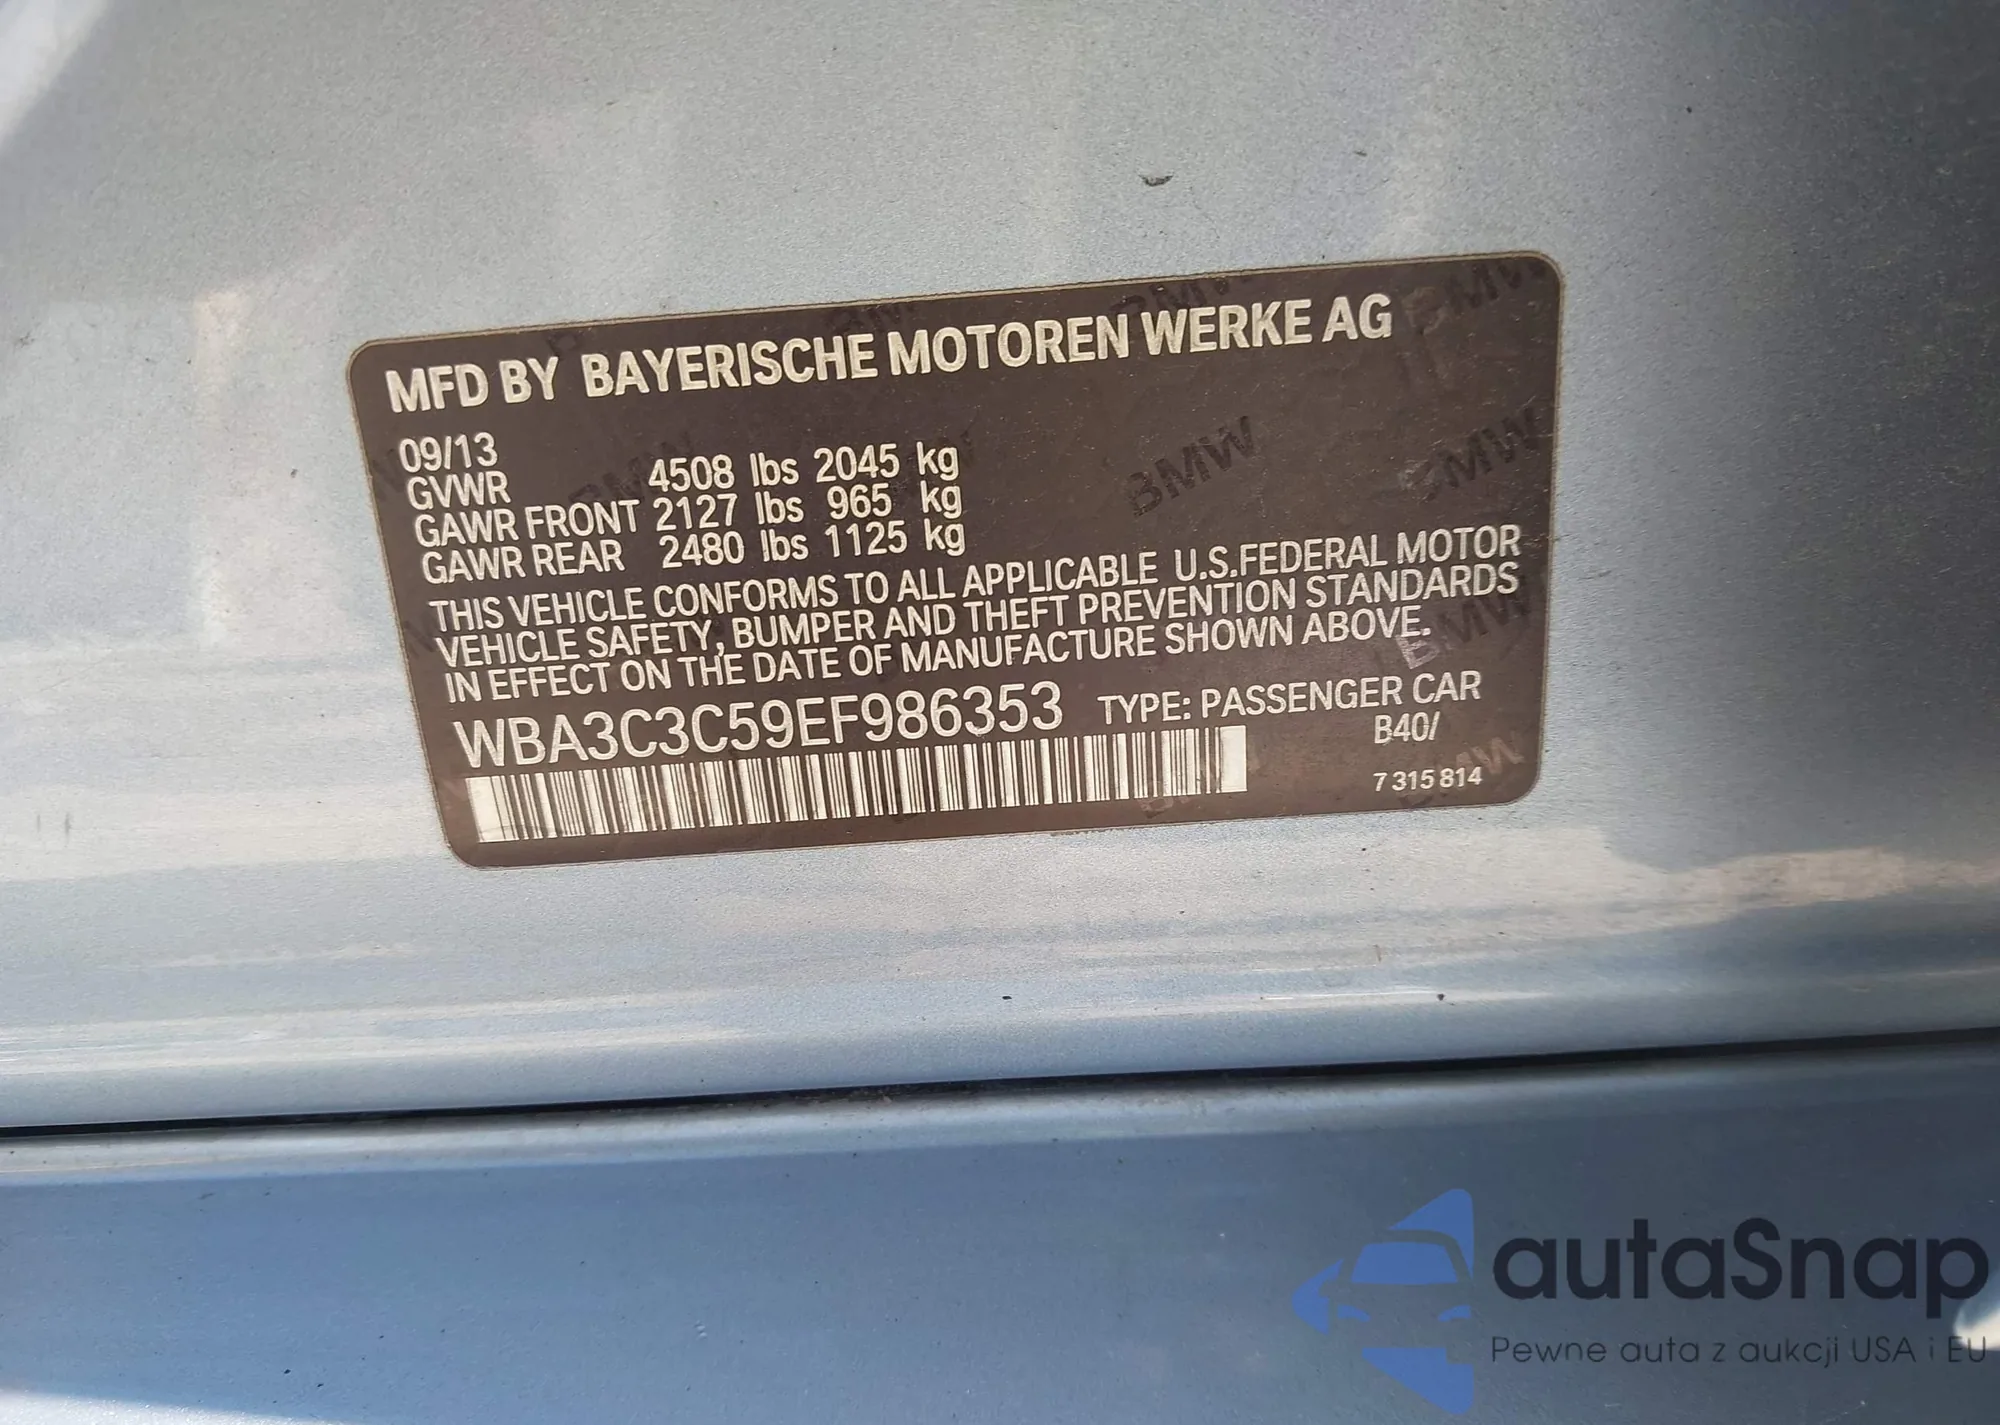 MFD BY BAYERISCHE MOTOREN WERKE AG
09/13
GVWR 4508 lbs 2045 kg
GAWR FRONT 2127 lbs 965 kg
GAWR REAR 2480 lbs 1125 kg
THIS VEHICLE CONFORMS TO ALL APPLICABLE U.S.FEDERAL MOTOR
VEHICLE SAFETY, BUMPER AND THEFT PREVENTION STANDARDS
IN EFFECT ON THE DATE OF MANUFACTURE SHOWN ABOVE.
WBA3C3C59EF986353 TYPE: PASSENGER CAR
B40/
7 315 814
autaSnap
Pewne auta z aukcji USA i EU